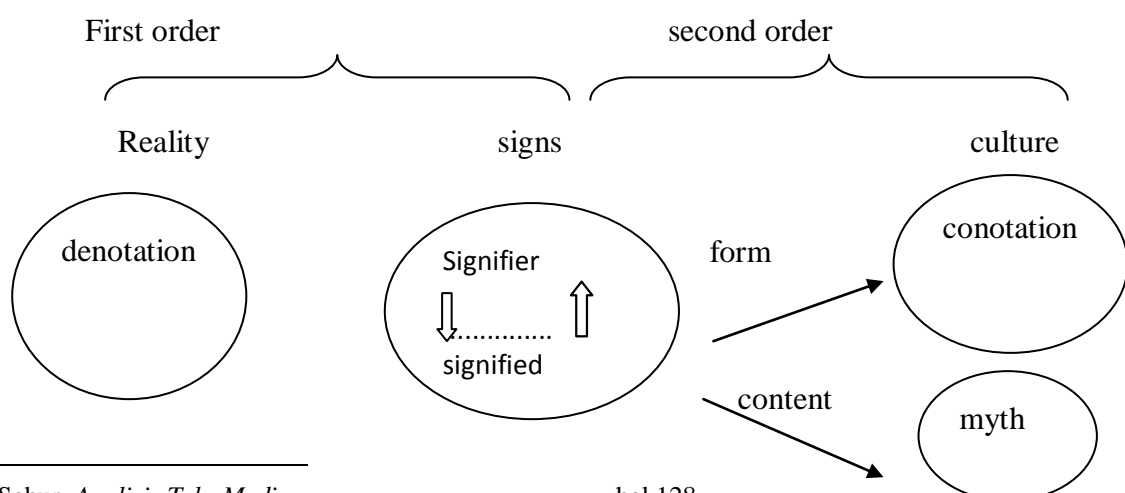 First order second order
Reality signs culture
denotation
conotation
form
Signifier
..............
signified
content
myth
hal 128